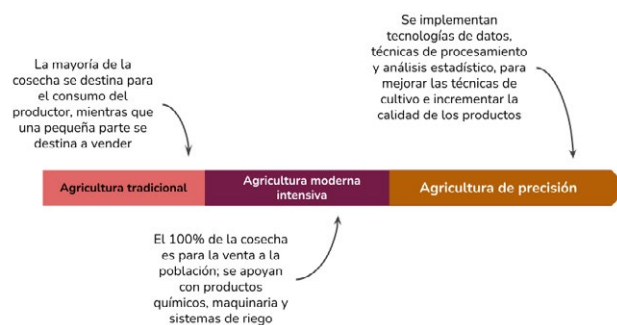 La mayoría de la
cosecha se destina para
el consumo del
productor, mientras que
una pequeña parte se
destina a vender
Se implementan
tecnologías de datos,
técnicas de procesamiento
y análisis estadístico, para
mejorar las técnicas de
cultivo e incrementar la
calidad de los productos
Agricultura tradicional
Agricultura moderna
intensiva
Agricultura de precisión
El 100% de la cosecha
es para la venta a la
población; se apoyan
con productos
químicos, maquinaria y
sistemas de riego